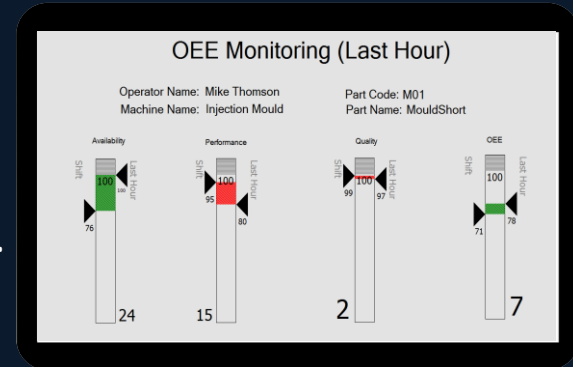 OEE Monitoring (Last Hour)
Operator Name: Mike Thomson
Machine Name: Injection Mould
Part Code: M01
Part Name: MouldShort
Availability
Shift
Last Hour
100
100
76
24
Performance
Shift
Last Hour
100
95
80
15
Quality
Shift
Last Hour
100
99
97
2
OEE
Shift
Last Hour
100
78
71
7